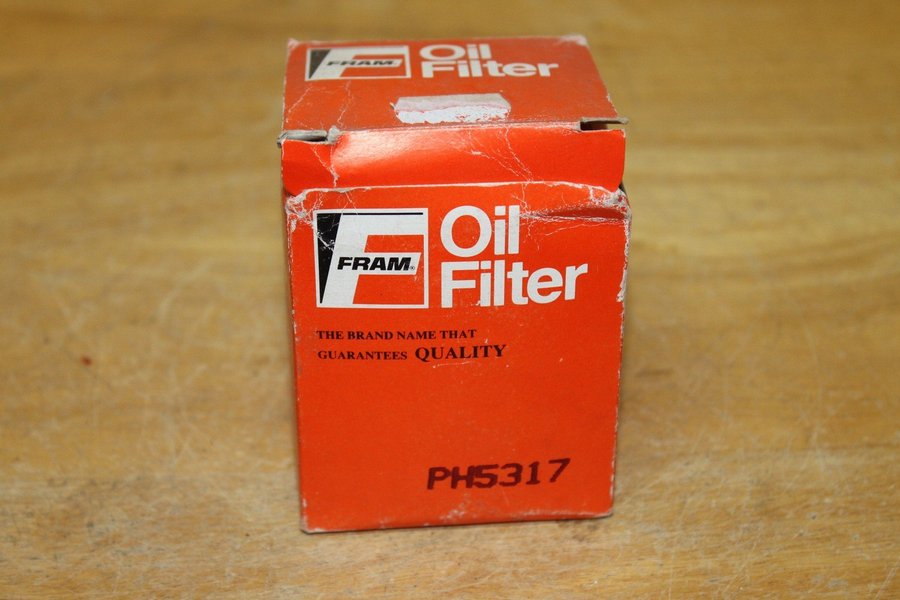 FRAM
Oil
Filter
FRAM®
Oil
Filter
THE BRAND NAME THAT
GUARANTEES QUALITY
PH5317